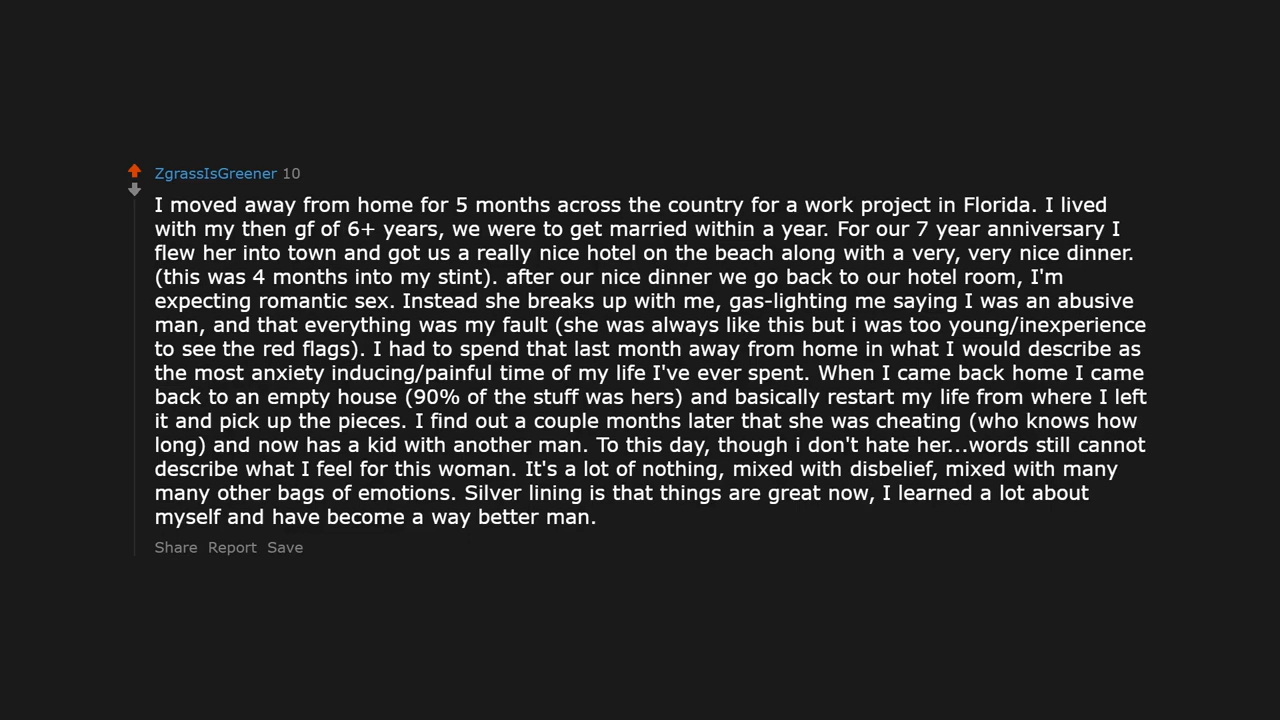 ZgrassIsGreener 10
I moved away from home for 5 months across the country for a work project in Florida. I lived
with my then gf of 6+ years, we were to get married within a year. For our 7 year anniversary I
flew her into town and got us a really nice hotel on the beach along with a very, very nice dinner.
(this was 4 months into my stint). after our nice dinner we go back to our hotel room, I'm
expecting romantic sex. Instead she breaks up with me, gas-lighting me saying I was an abusive
man, and that everything was my fault (she was always like this but i was too young/inexperience
to see the red flags). I had to spend that last month away from home in what I would describe as
the most anxiety inducing/painful time of my life I've ever spent. When I came back home I came
back to an empty house (90% of the stuff was hers) and basically restart my life from where I left
it and pick up the pieces. I find out a couple months later that she was cheating (who knows how
long) and now has a kid with another man. To this day, though i don't hate her...words still cannot
describe what I feel for this woman. It's a lot of nothing, mixed with disbelief, mixed with many
many other bags of emotions. Silver lining is that things are great now, I learned a lot about
myself and have become a way better man.
Share Report Save